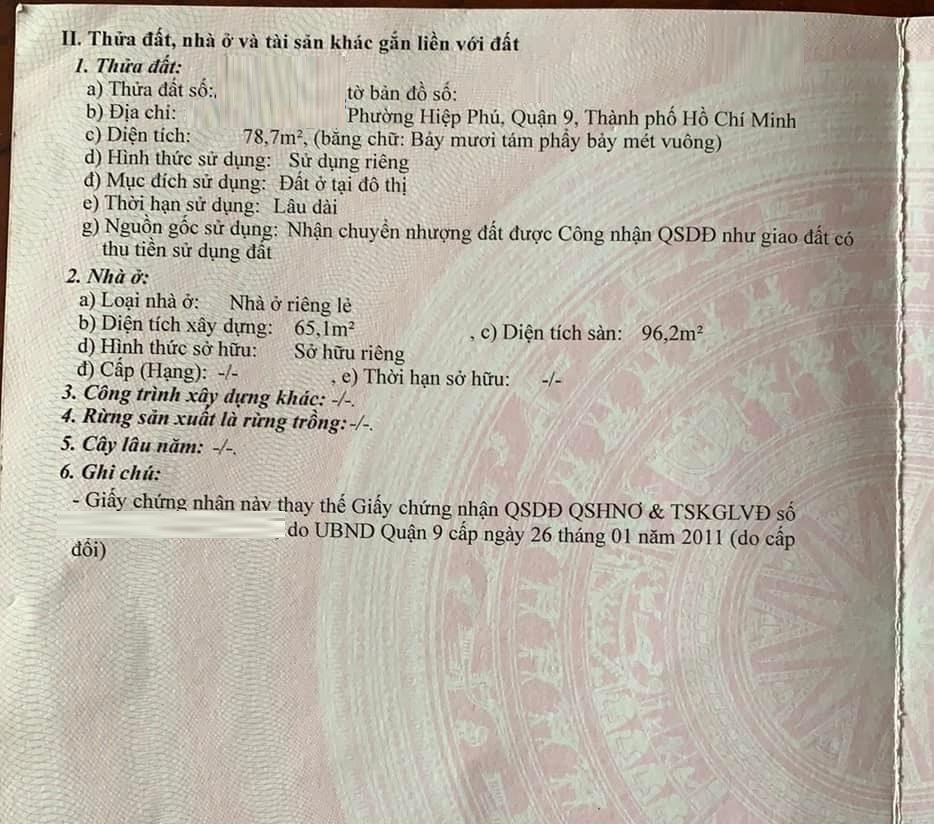 II. Thửa đất, nhà ở và tài sản khác gắn liền với đất
1. Thửa đất:
a) Thửa đất số:, tờ bản đồ số:
b) Địa chỉ: Phường Hiệp Phú, Quận 9, Thành phố Hồ Chí Minh
c) Diện tích: 78,7m², (bằng chữ: Bảy mươi tám phẩy bảy mét vuông)
d) Hình thức sử dụng: Sử dụng riêng
đ) Mục đích sử dụng: Đất ở tại đô thị
e) Thời hạn sử dụng: Lâu dài
g) Nguồn gốc sử dụng: Nhận chuyển nhượng đất được Công nhận QSDĐ như giao đất có
thu tiền sử dụng đất
2. Nhà ở:
a) Loại nhà ở: Nhà ở riêng lẻ
b) Diện tích xây dựng: 65,1m² , c) Diện tích sàn: 96,2m²
d) Hình thức sở hữu: Sở hữu riêng
đ) Cấp (Hạng): -/- , e) Thời hạn sở hữu: -/-
3. Công trình xây dựng khác: -/-.
4. Rừng sản xuất là rừng trồng: -/-.
5. Cây lâu năm: -/-.
6. Ghi chú:
- Giấy chứng nhận này thay thế Giấy chứng nhận QSDĐ QSHNƠ & TSKGLVĐ số
do UBND Quận 9 cấp ngày 26 tháng 01 năm 2011 (do cấp
đổi)